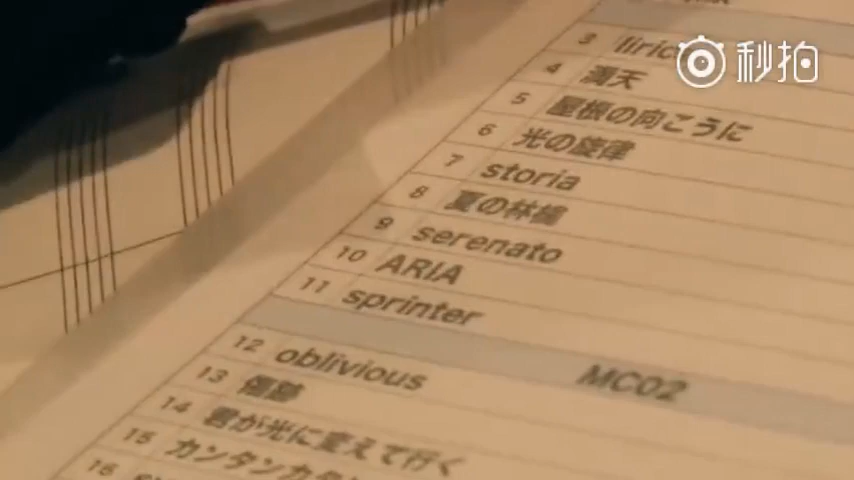 秒拍
3 liric
4 満天
5 屋根の向こうに
6 光の旋律
7 storia
8 夏の林檎
9 serenato
10 ARIA
11 sprinter
MC02
12 oblivious
13 傷跡
14 君が光に変えて行く
15 カンタンカタ
16